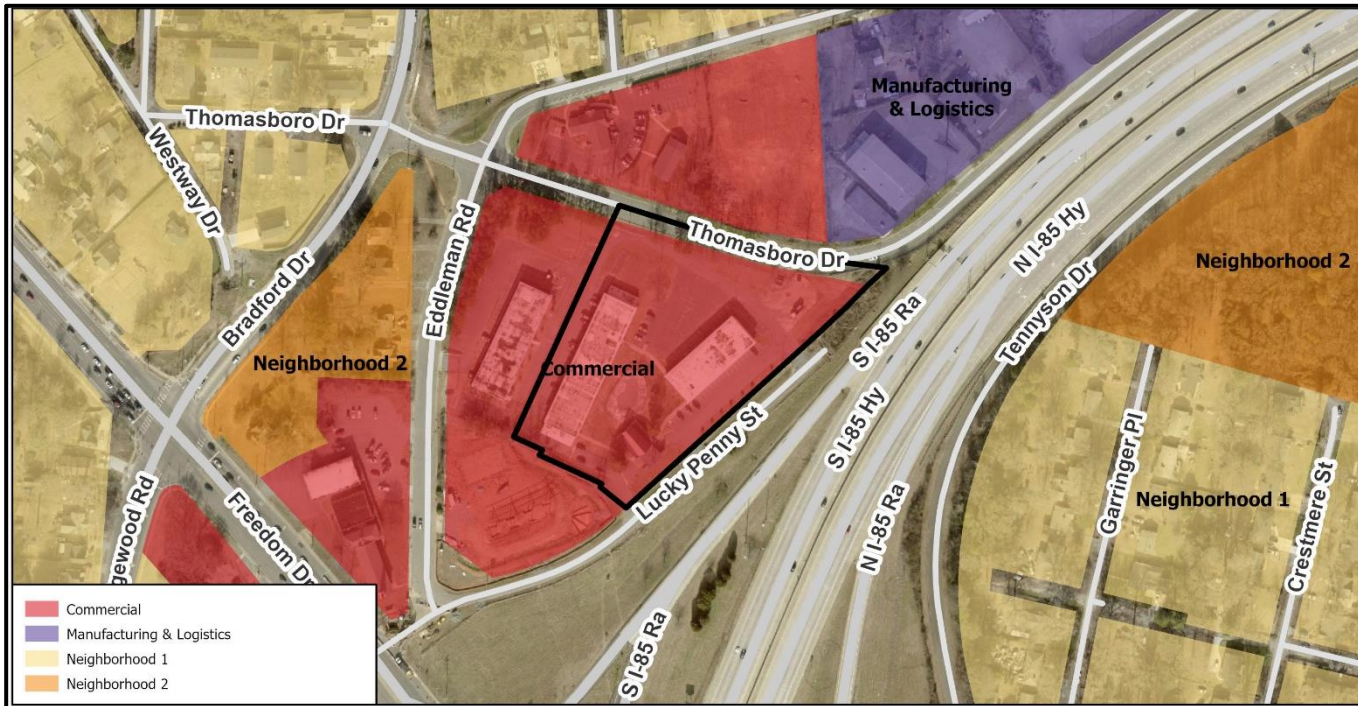 Manufacturing
& Logistics
Thomasboro Dr
Westway Dr
Bradford Dr
Eddleman Rd
Thomasboro Dr
N I-85 Hy
Neighborhood 2
Tennyson Dr
S I-85 Ra
Neighborhood 2
Commercial
S I-85 Hy
Lucky Penny St
Garringer Pl
Neighborhood 1
Crestmere St
gewood Rd
Freedom Dr
N I-85 Ra
S I-85 Ra
Commercial
Manufacturing & Logistics
Neighborhood 1
Neighborhood 2